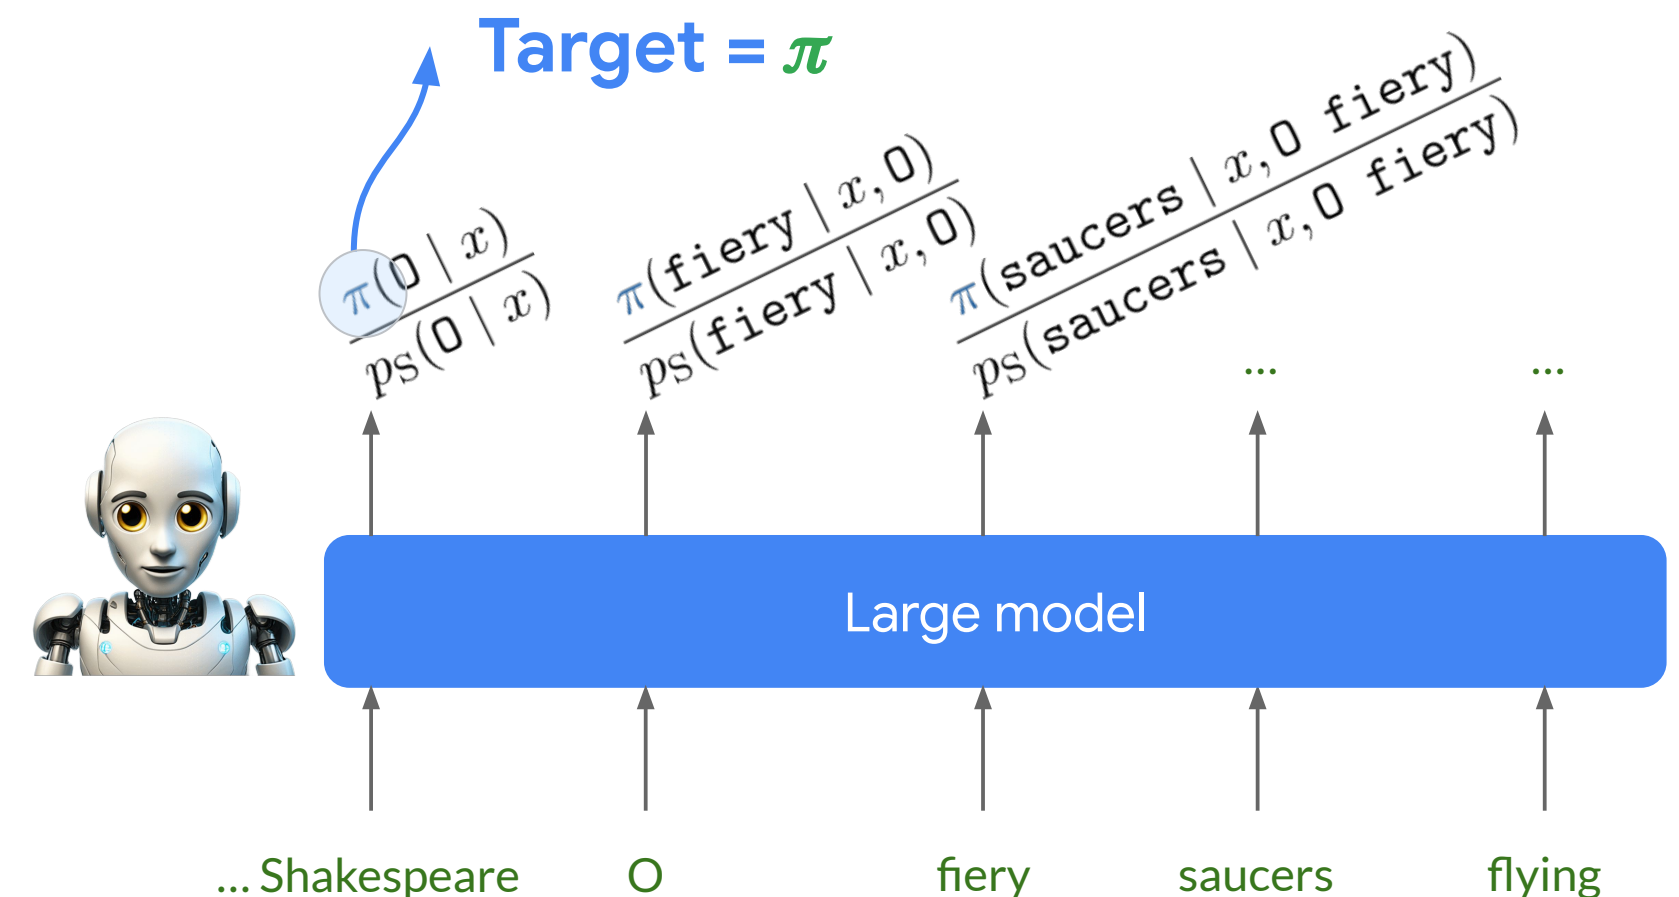 Target = π
π(O | x)
pS(O | x)
π(fiery | x, O)
pS(fiery | x, O)
π(saucers | x, O fiery)
pS(saucers | x, O fiery)
... ...
Large model
... Shakespeare O fiery saucers flying